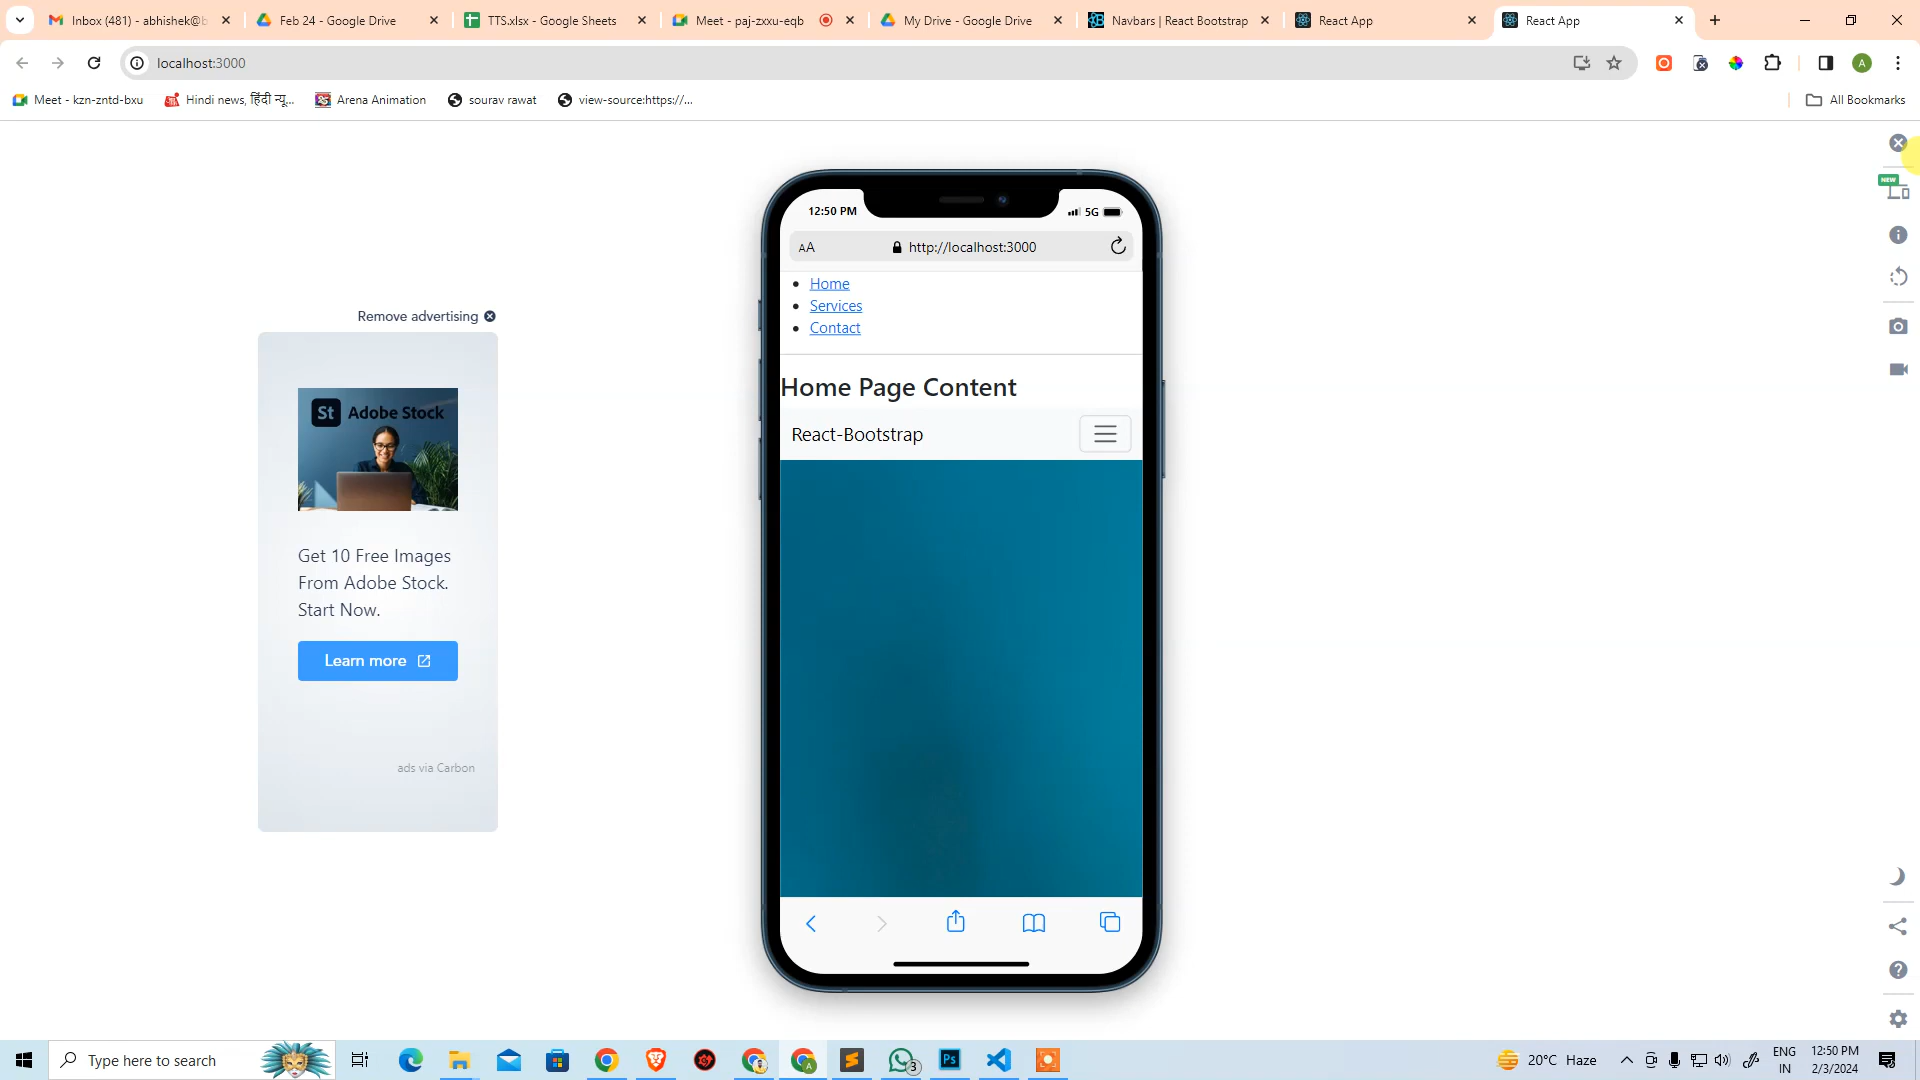 Inbox (481) - abhishek@b
Feb 24 - Google Drive
TTS.xlsx - Google Sheets
Meet - paj-zxxu-eqb
My Drive - Google Drive
Navbars | React Bootstrap
React App
React App
localhost:3000
Meet - kzn-zntd-bxu
Hindi news, हिंदी न्यू...
Arena Animation
sourav rawat
view-source:https://...
All Bookmarks
NEW
12:50 PM
5G
AA
http://localhost:3000
Home
Services
Contact
Home Page Content
React-Bootstrap
Remove advertising
St Adobe Stock
Get 10 Free Images
From Adobe Stock.
Start Now.
Learn more
ads via Carbon
Type here to search
Ps
3
20°C Haze
ENG
IN
12:50 PM
2/3/2024